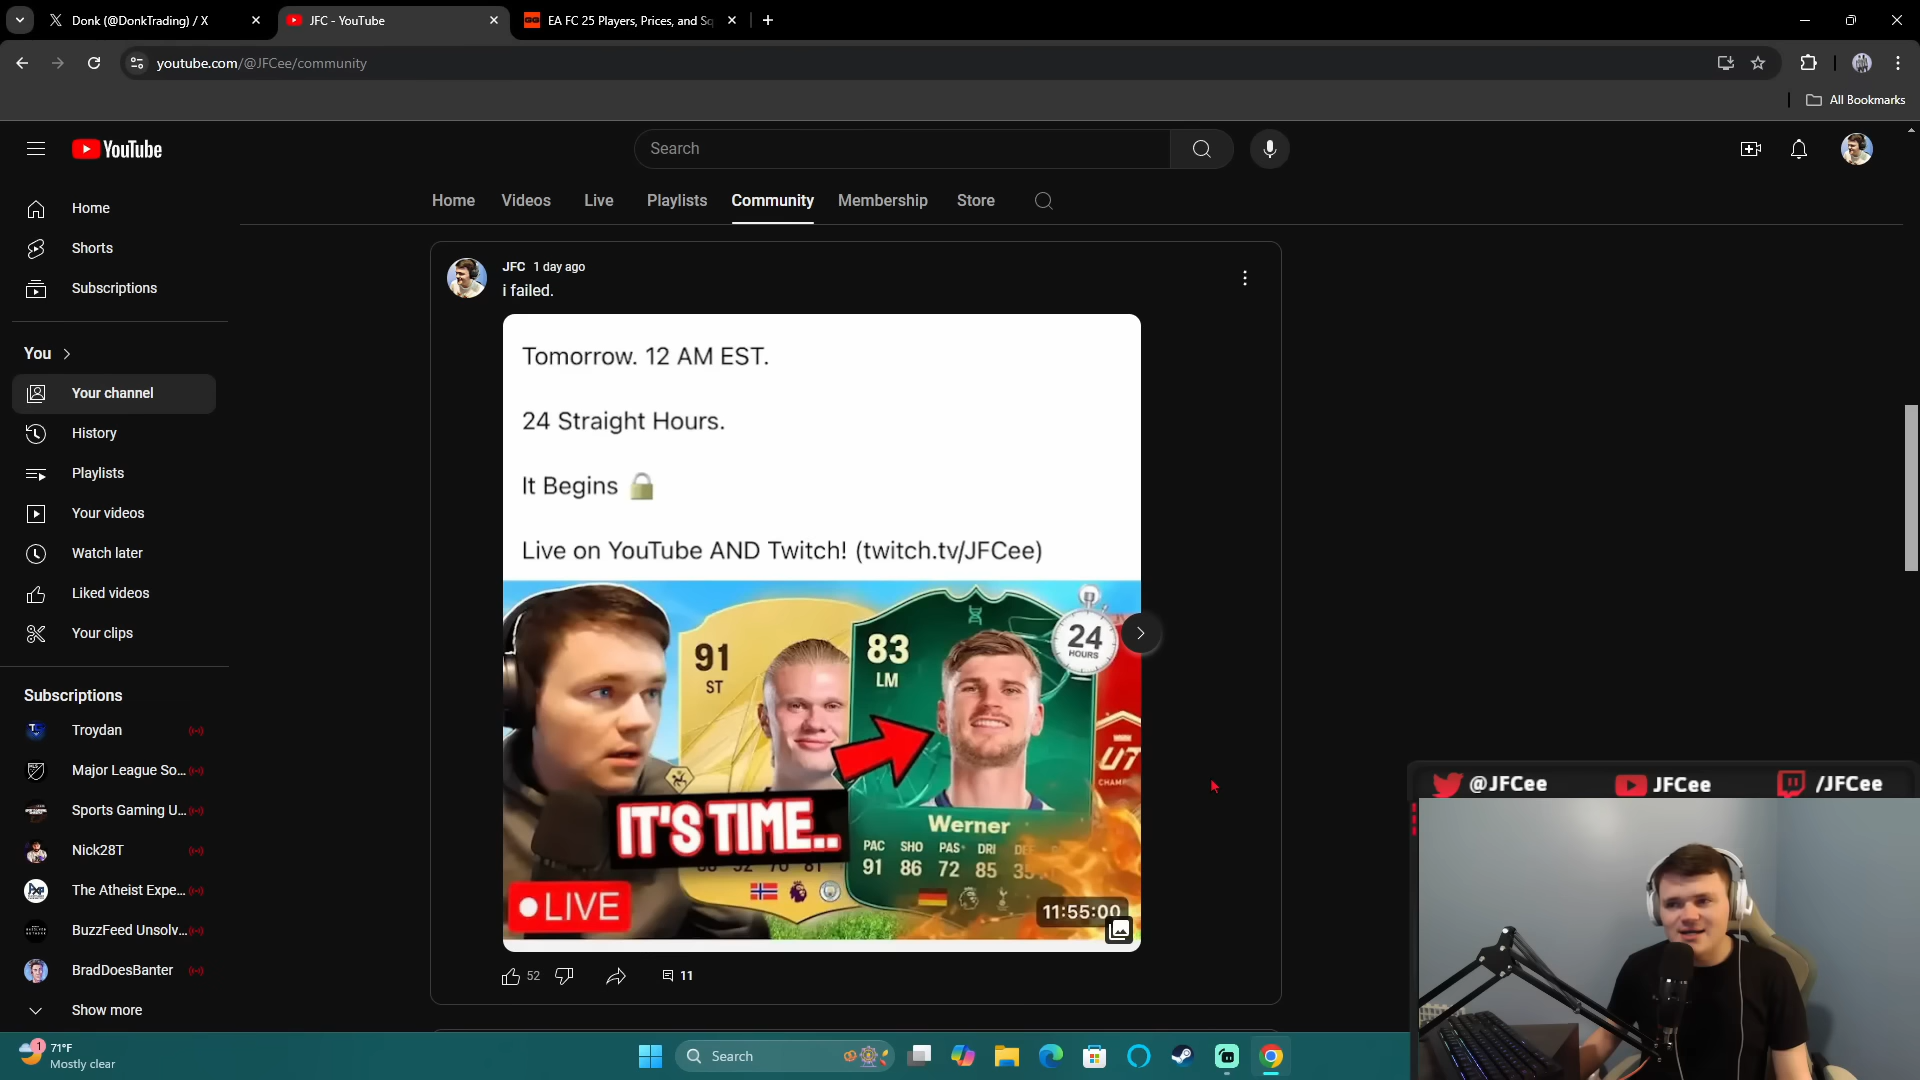 Donk (@DonkTrading) / X
JFC - YouTube
EA FC 25 Players, Prices, and Sq
youtube.com/@JFCee/community
All Bookmarks
YouTube
Search
Home
Videos
Live
Playlists
Community
Membership
Store
Home
Shorts
Subscriptions
You
Your channel
History
Playlists
Your videos
Watch later
Liked videos
Your clips
Subscriptions
Troydan
Major League So...
Sports Gaming U...
Nick28T
The Atheist Expe...
BuzzFeed Unsolv...
BradDoesBanter
Show more
JFC 1 day ago
i failed.
Tomorrow. 12 AM EST.
24 Straight Hours.
It Begins 🔒
Live on YouTube AND Twitch! (twitch.tv/JFCee)
91
ST
83
LM
24
HOURS
UT
CHAMP
IT'S TIME..
Werner
PAC SHO PAS+ DRI
91 86 72 85 35
LIVE
11:55:00
52
11
@JFCee
JFCee
/JFCee
1
71°F
Mostly clear
Search